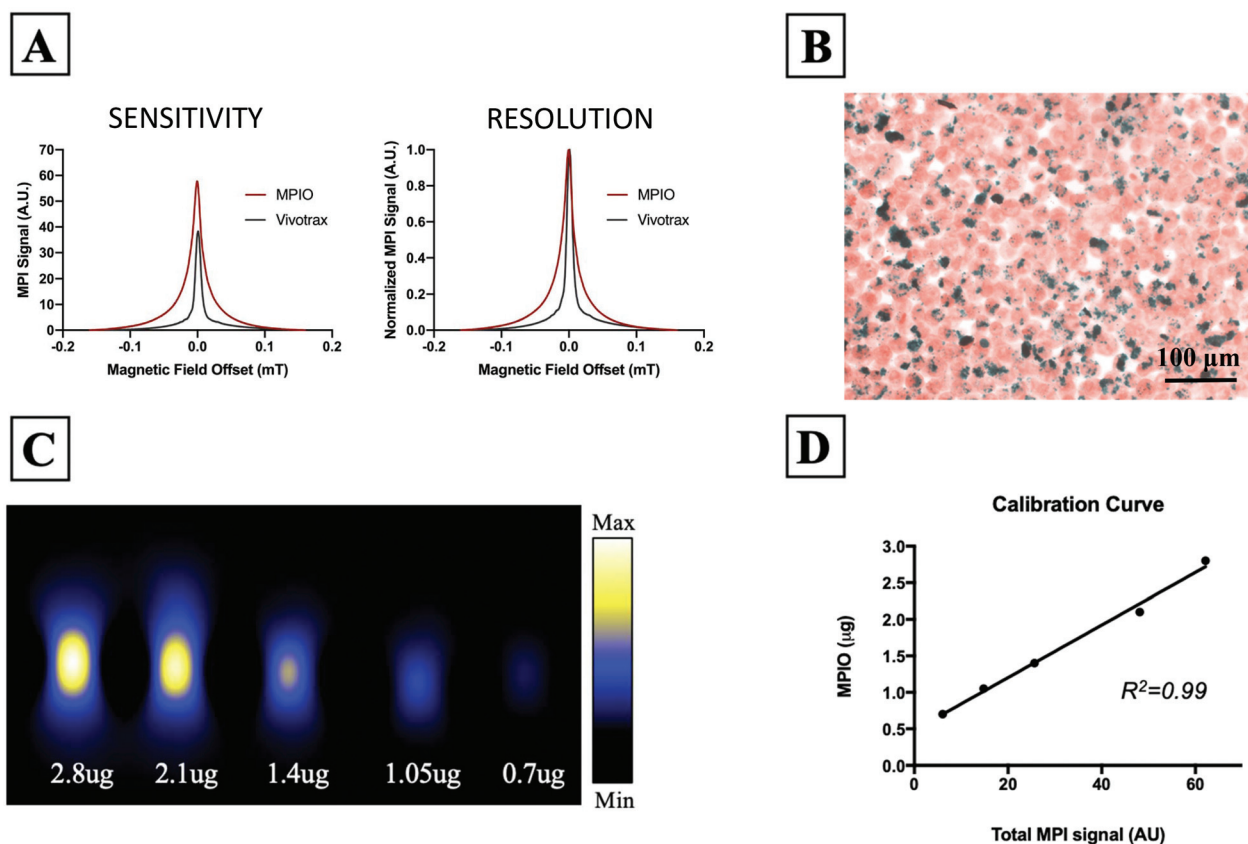 A
SENSITIVITY
MPI Signal (A.U.)
70
60
50
40
30
20
10
0
-0.2
-0.1
0.0
0.1
0.2
Magnetic Field Offset (mT)
MPIO
Vivotrax
RESOLUTION
Normalized MPI Signal (A.U.)
1.0
0.8
0.6
0.4
0.2
0.0
-0.2
-0.1
0.0
0.1
0.2
Magnetic Field Offset (mT)
MPIO
Vivotrax
B
100 µm
C
2.8ug
2.1ug
1.4ug
1.05ug
0.7ug
Max
Min
D
Calibration Curve
MPIO (µg)
3.0
2.5
2.0
1.5
1.0
0.5
0.0
0
20
40
60
R²=0.99
Total MPI signal (AU)